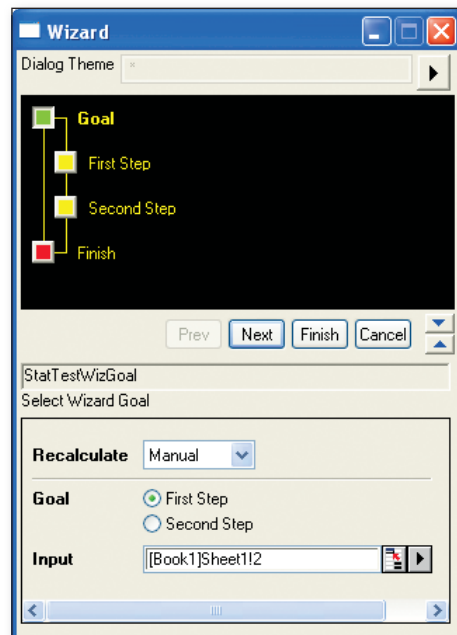 Wizard
Dialog Theme *
Goal
First Step
Second Step
Finish
Prev Next Finish Cancel
StatTestWizGoal
Select Wizard Goal
Recalculate Manual
Goal First Step
Second Step
Input [Book1]Sheet1!2